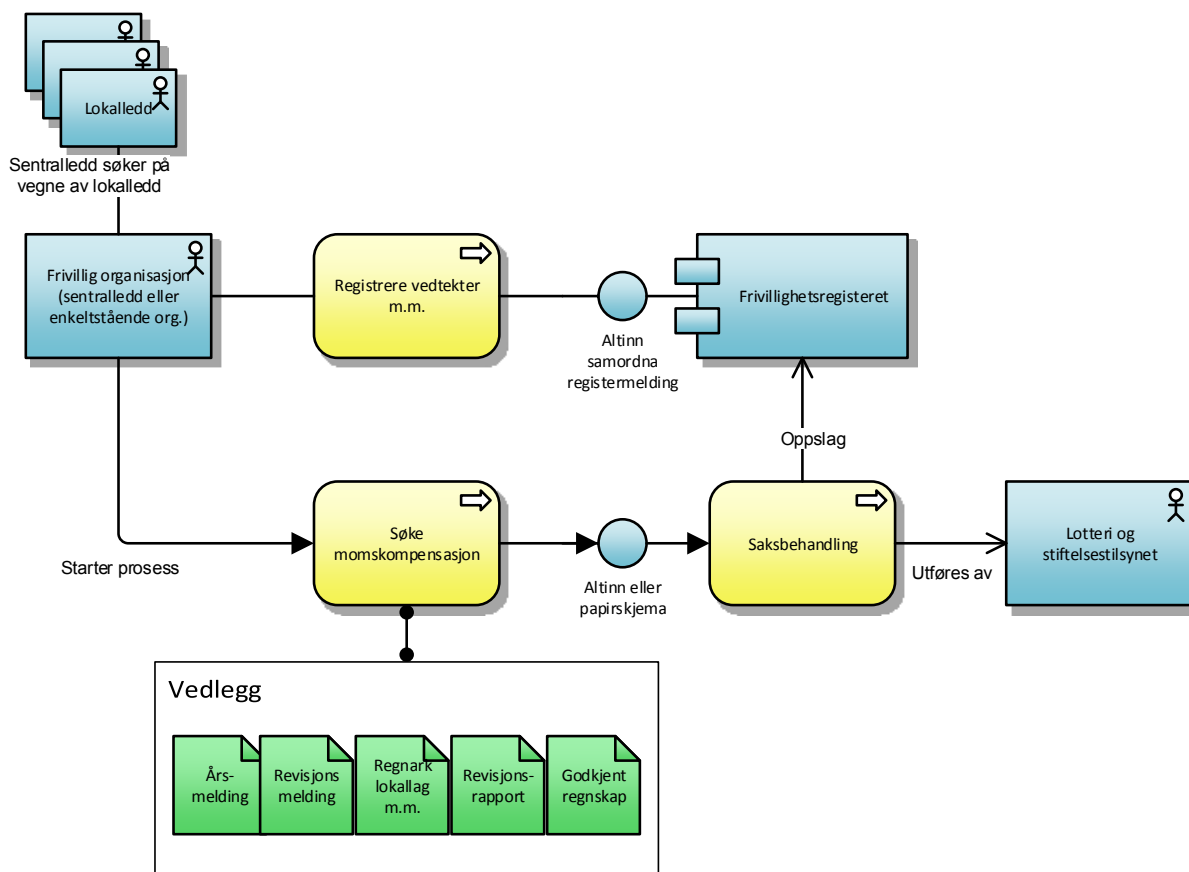 Lokalledd
Sentralledd søker på
vegne av lokalledd
Frivillig organisasjon
(sentralledd eller
enkeltstående org.)
Registrere vedtekter
m.m.
Altinn
samordna
registermelding
Frivillighetsregisteret
Oppslag
Starter prosess
Søke
momskompensasjon
Altinn eller
papirskjema
Saksbehandling
Utføres av
Lotteri og
stiftelsestilsynet
Vedlegg
Års-
melding
Revisjons
melding
Regnark
lokallag
m.m.
Revisjons-
rapport
Godkjent
regnskap